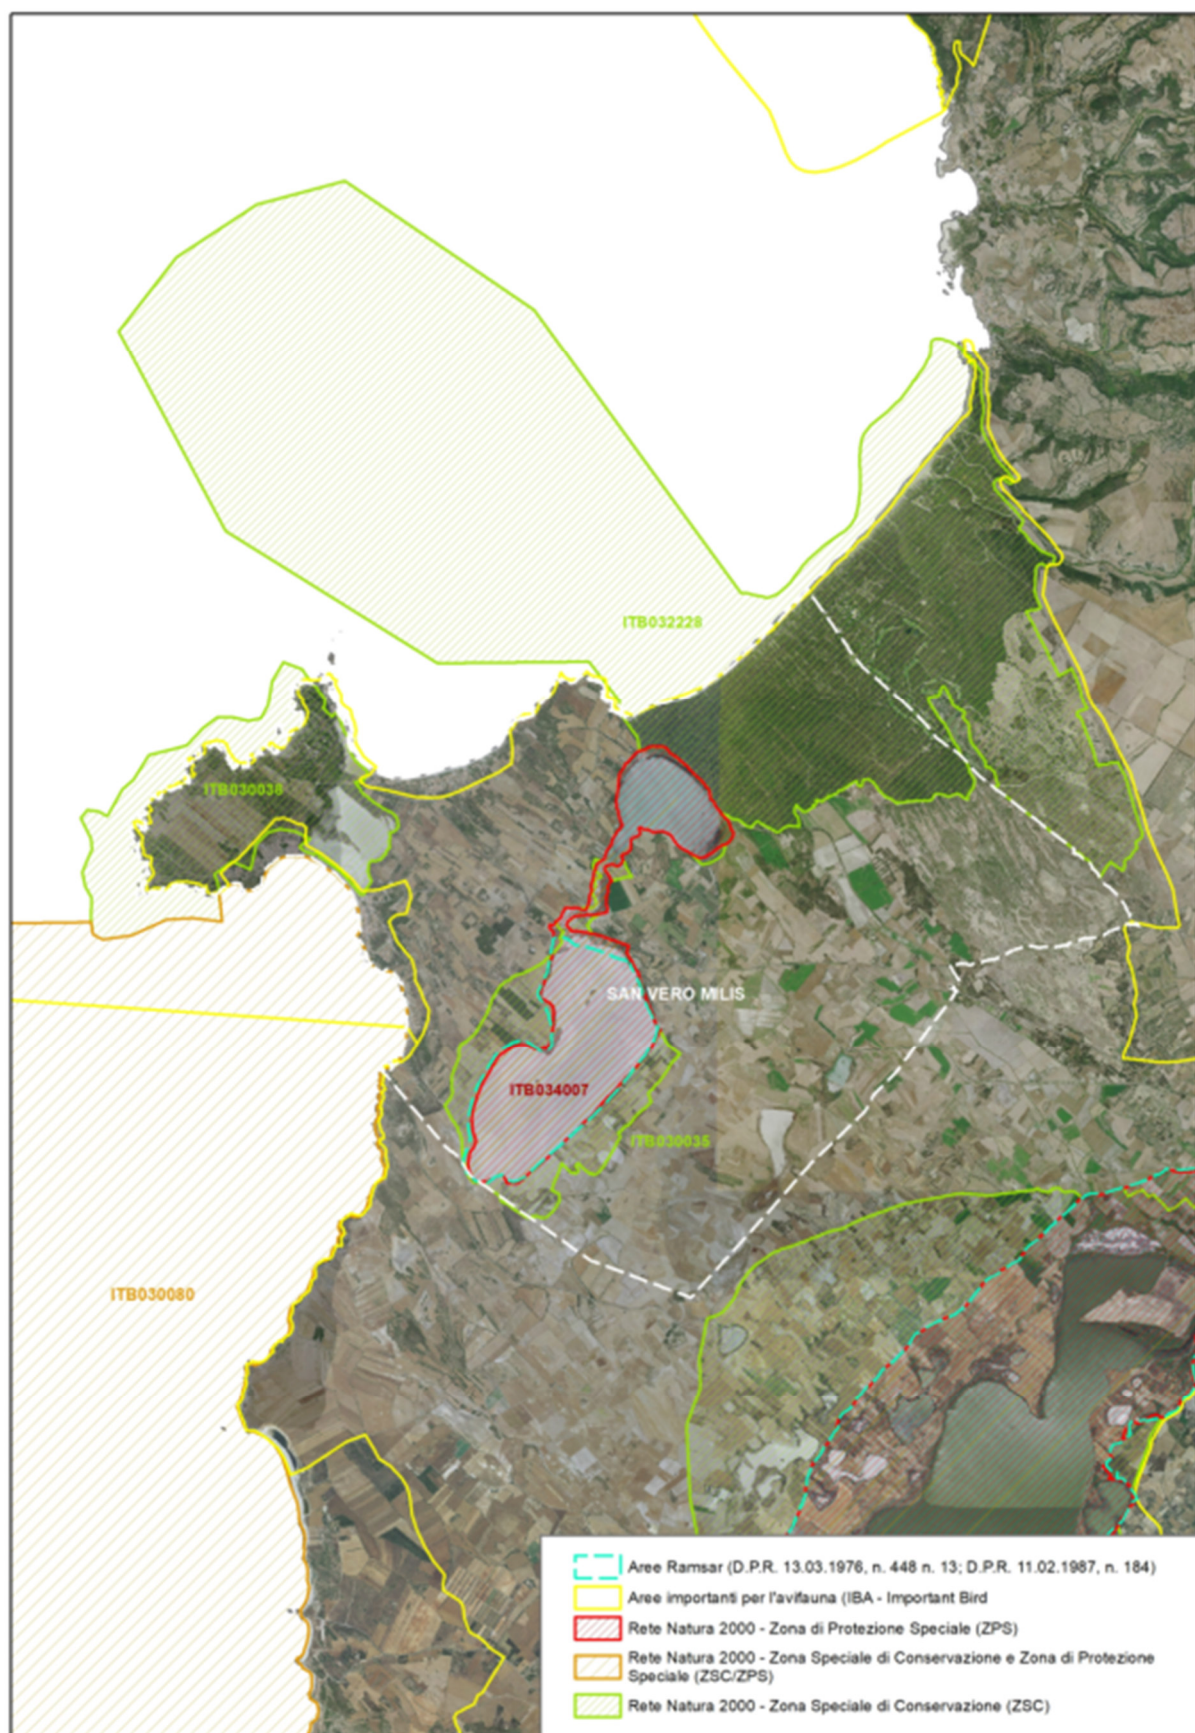 ITB032228
ITB030038
SAN VERO MILIS
ITB034007
ITB030035
ITB030080
Aree Ramsar (D.P.R. 13.03.1976, n. 448 n. 13; D.P.R. 11.02.1987, n. 184)
Aree importanti per l'avifauna (IBA - Important Bird
Rete Natura 2000 - Zona di Protezione Speciale (ZPS)
Rete Natura 2000 - Zona Speciale di Conservazione e Zona di Protezione
Speciale (ZSC/ZPS)
Rete Natura 2000 - Zona Speciale di Conservazione (ZSC)